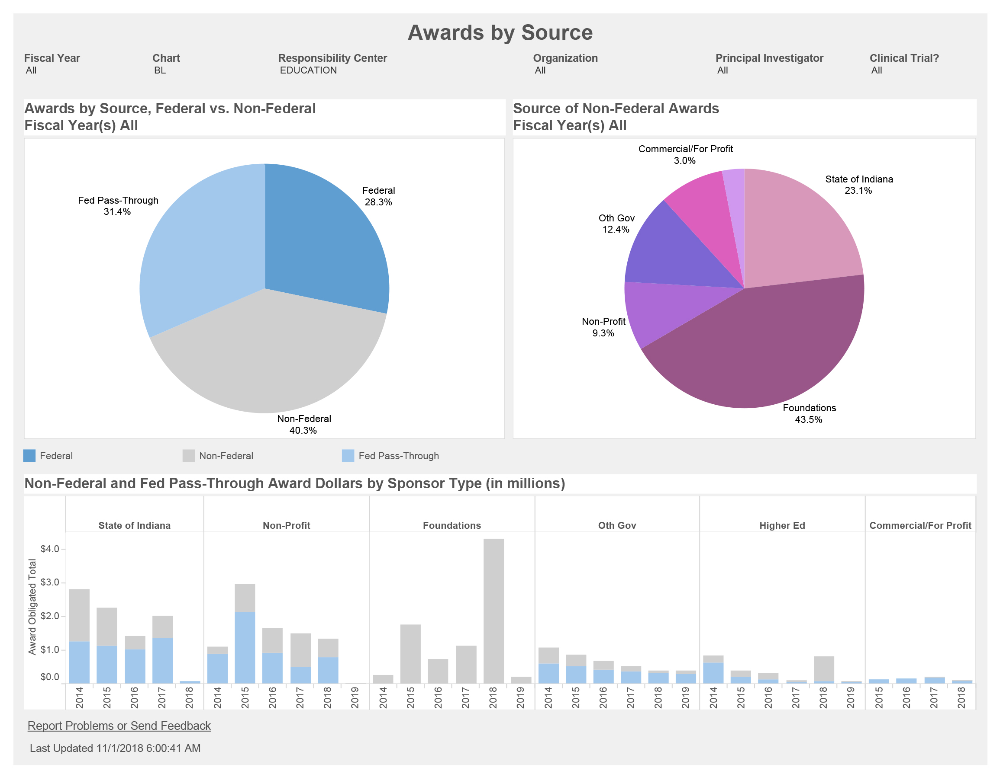 Awards by Source
Fiscal Year
All
Chart
BL
Responsibility Center
EDUCATION
Organization
All
Principal Investigator
All
Clinical Trial?
All
Awards by Source, Federal vs. Non-Federal
Fiscal Year(s) All
Federal
28.3%
Fed Pass-Through
31.4%
Non-Federal
40.3%
Source of Non-Federal Awards
Fiscal Year(s) All
Commercial/For Profit
3.0%
State of Indiana
23.1%
Oth Gov
12.4%
Non-Profit
9.3%
Foundations
43.5%
Federal
Non-Federal
Fed Pass-Through
Non-Federal and Fed Pass-Through Award Dollars by Sponsor Type (in millions)
State of Indiana
Non-Profit
Foundations
Oth Gov
Higher Ed
Commercial/For Profit
Award Obligated Total
$4.0
$3.0
$2.0
$1.0
$0.0
2014 2015 2016 2017 2018
2014 2015 2016 2017 2018 2019
2014 2015 2016 2017 2018 2019
2014 2015 2016 2017 2018 2019
2014 2015 2016 2017 2018 2019
2015 2016 2017 2018
Report Problems or Send Feedback
Last Updated 11/1/2018 6:00:41 AM